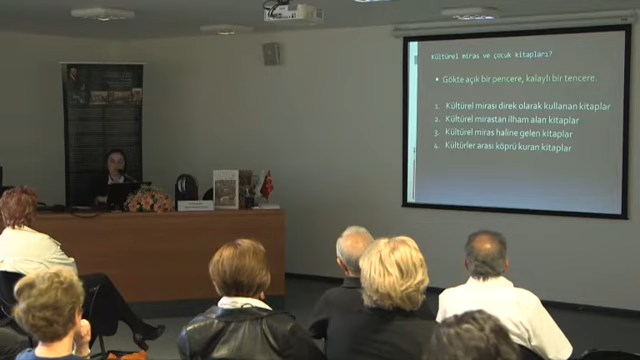 Kültürel miras ve çocuk kitapları?
• Gökte açık bir pencere, kalaylı bir tencere.
1. Kültürel mirası direk olarak kullanan kitaplar
2. Kültürel mirastan ilham alan kitaplar
3. Kültürel miras haline gelen kitaplar
4. Kültürler arası köprü kuran kitaplar